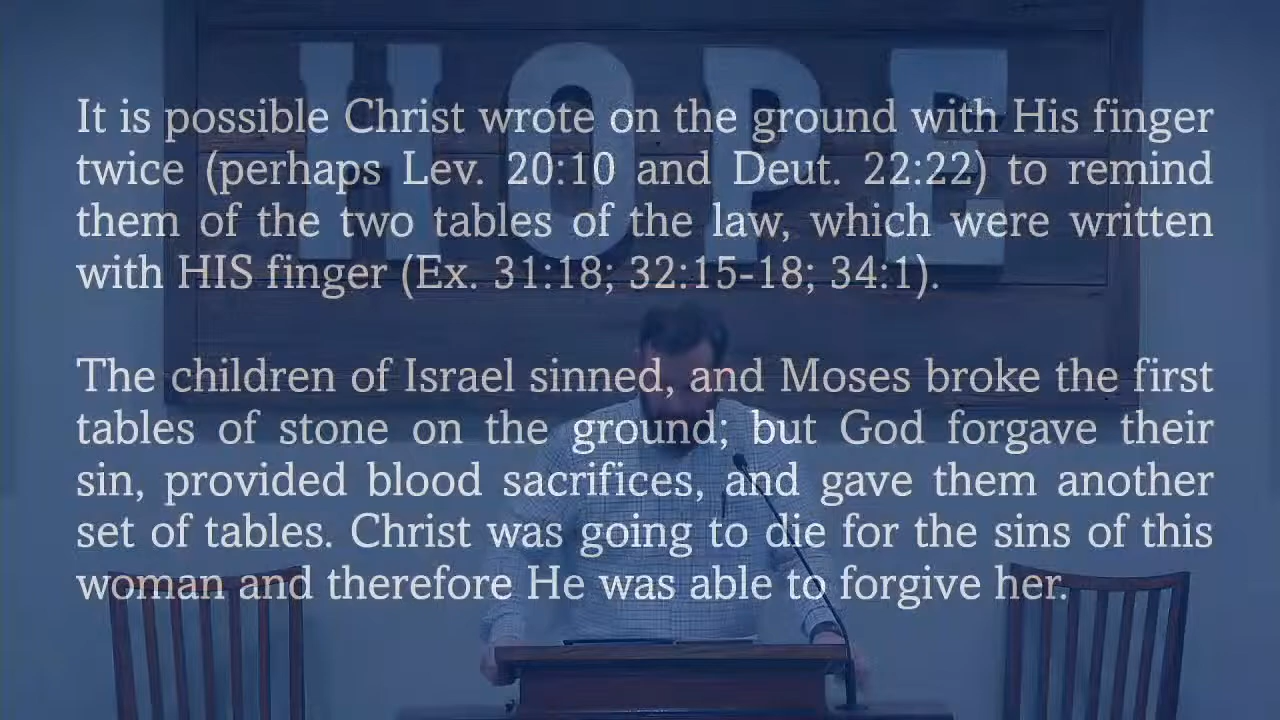 HOPE
It is possible Christ wrote on the ground with His finger
twice (perhaps Lev. 20:10 and Deut. 22:22) to remind
them of the two tables of the law, which were written
with HIS finger (Ex. 31:18; 32:15-18; 34:1).
The children of Israel sinned, and Moses broke the first
tables of stone on the ground; but God forgave their
sin, provided blood sacrifices, and gave them another
set of tables. Christ was going to die for the sins of this
woman and therefore He was able to forgive her.